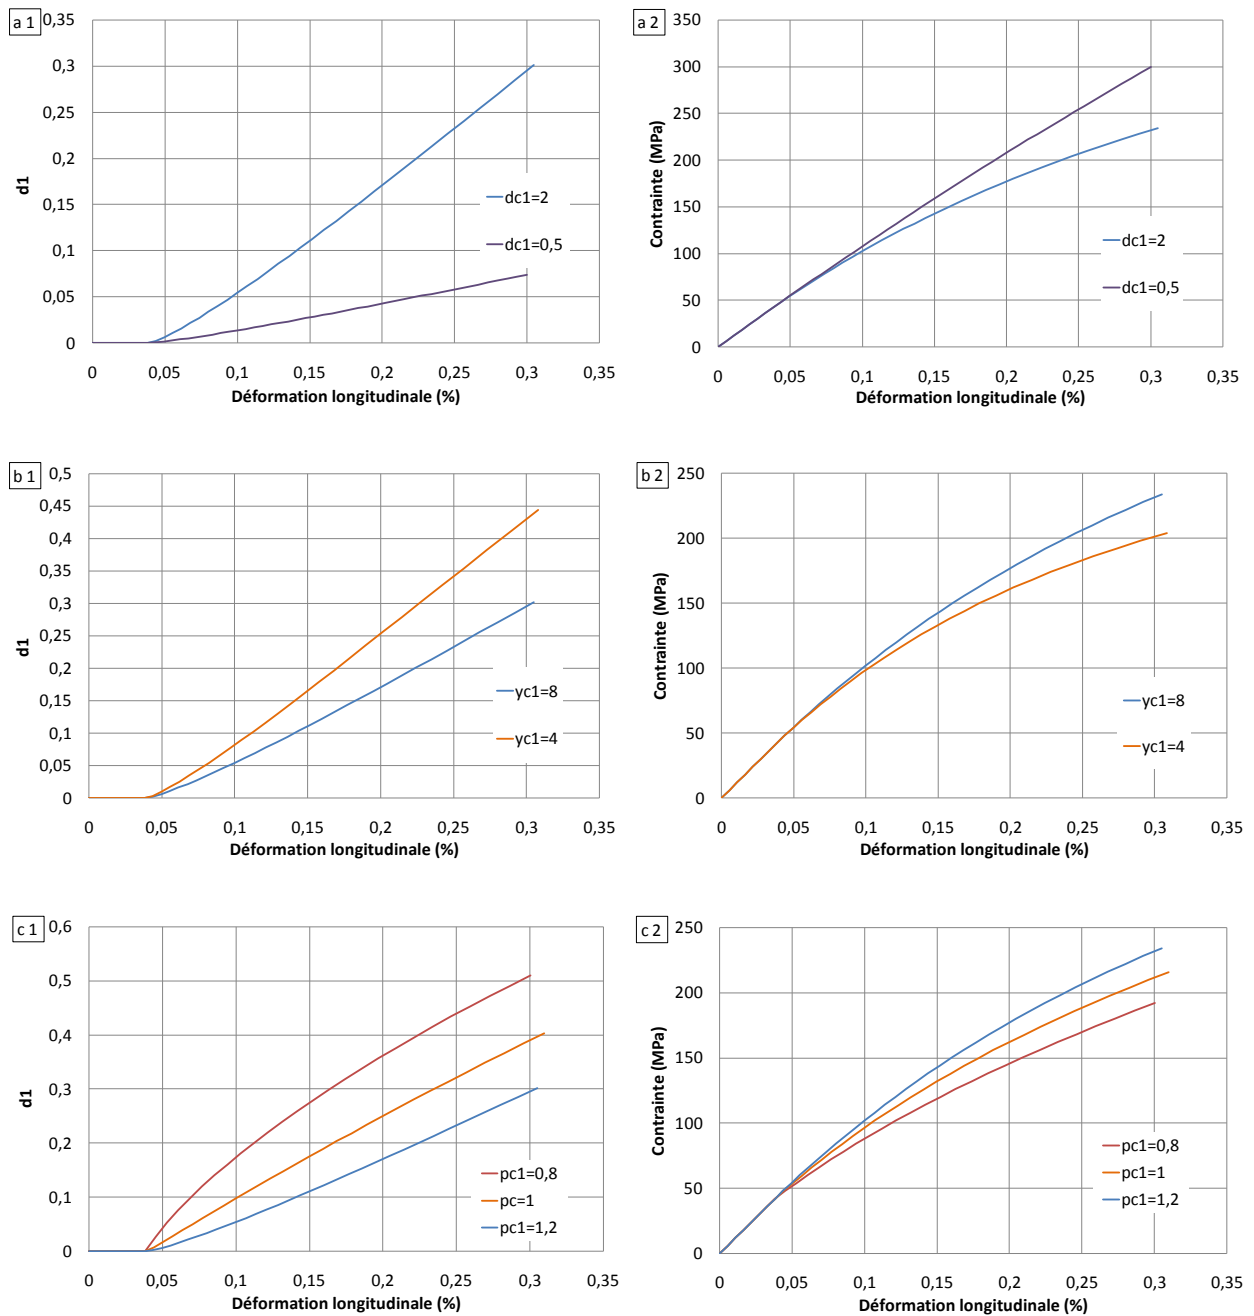 a 1
0,35
0,3
0,25
0,2
0,15
0,1
0,05
0
d1
dc1=2
dc1=0,5
0 0,05 0,1 0,15 0,2 0,25 0,3 0,35
Déformation longitudinale (%)
a 2
300
250
200
150
100
50
0
Contrainte (MPa)
dc1=2
dc1=0,5
0 0,05 0,1 0,15 0,2 0,25 0,3 0,35
Déformation longitudinale (%)
b 1
0,5
0,45
0,4
0,35
0,3
0,25
0,2
0,15
0,1
0,05
0
d1
yc1=8
yc1=4
0 0,05 0,1 0,15 0,2 0,25 0,3 0,35
Déformation longitudinale (%)
b 2
250
200
150
100
50
0
Contrainte (MPa)
yc1=8
yc1=4
0 0,05 0,1 0,15 0,2 0,25 0,3 0,35
Déformation longitudinale (%)
c 1
0,6
0,5
0,4
0,3
0,2
0,1
0
d1
pc1=0,8
pc=1
pc1=1,2
0 0,05 0,1 0,15 0,2 0,25 0,3 0,35
Déformation longitudinale (%)
c 2
250
200
150
100
50
0
Contrainte (MPa)
pc1=0,8
pc1=1
pc1=1,2
0 0,05 0,1 0,15 0,2 0,25 0,3 0,35
Déformation longitudinale (%)